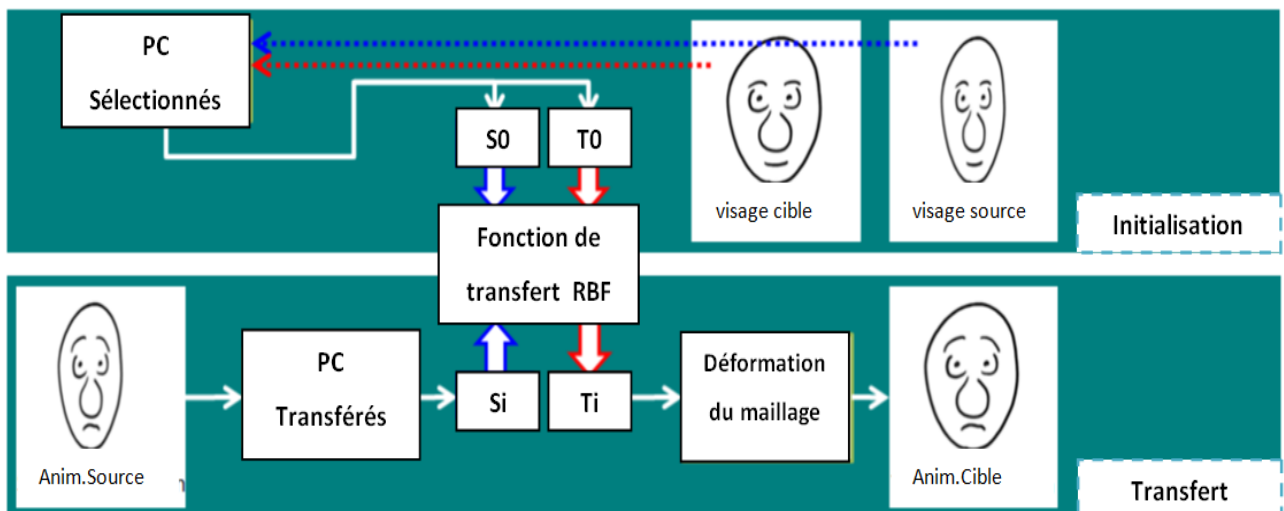 PC
Sélectionnés
S0
T0
visage cible
visage source
Initialisation
Fonction de
transfert RBF
PC
Transférés
Si
Ti
Déformation
du maillage
Anim.Source
Anim.Cible
Transfert